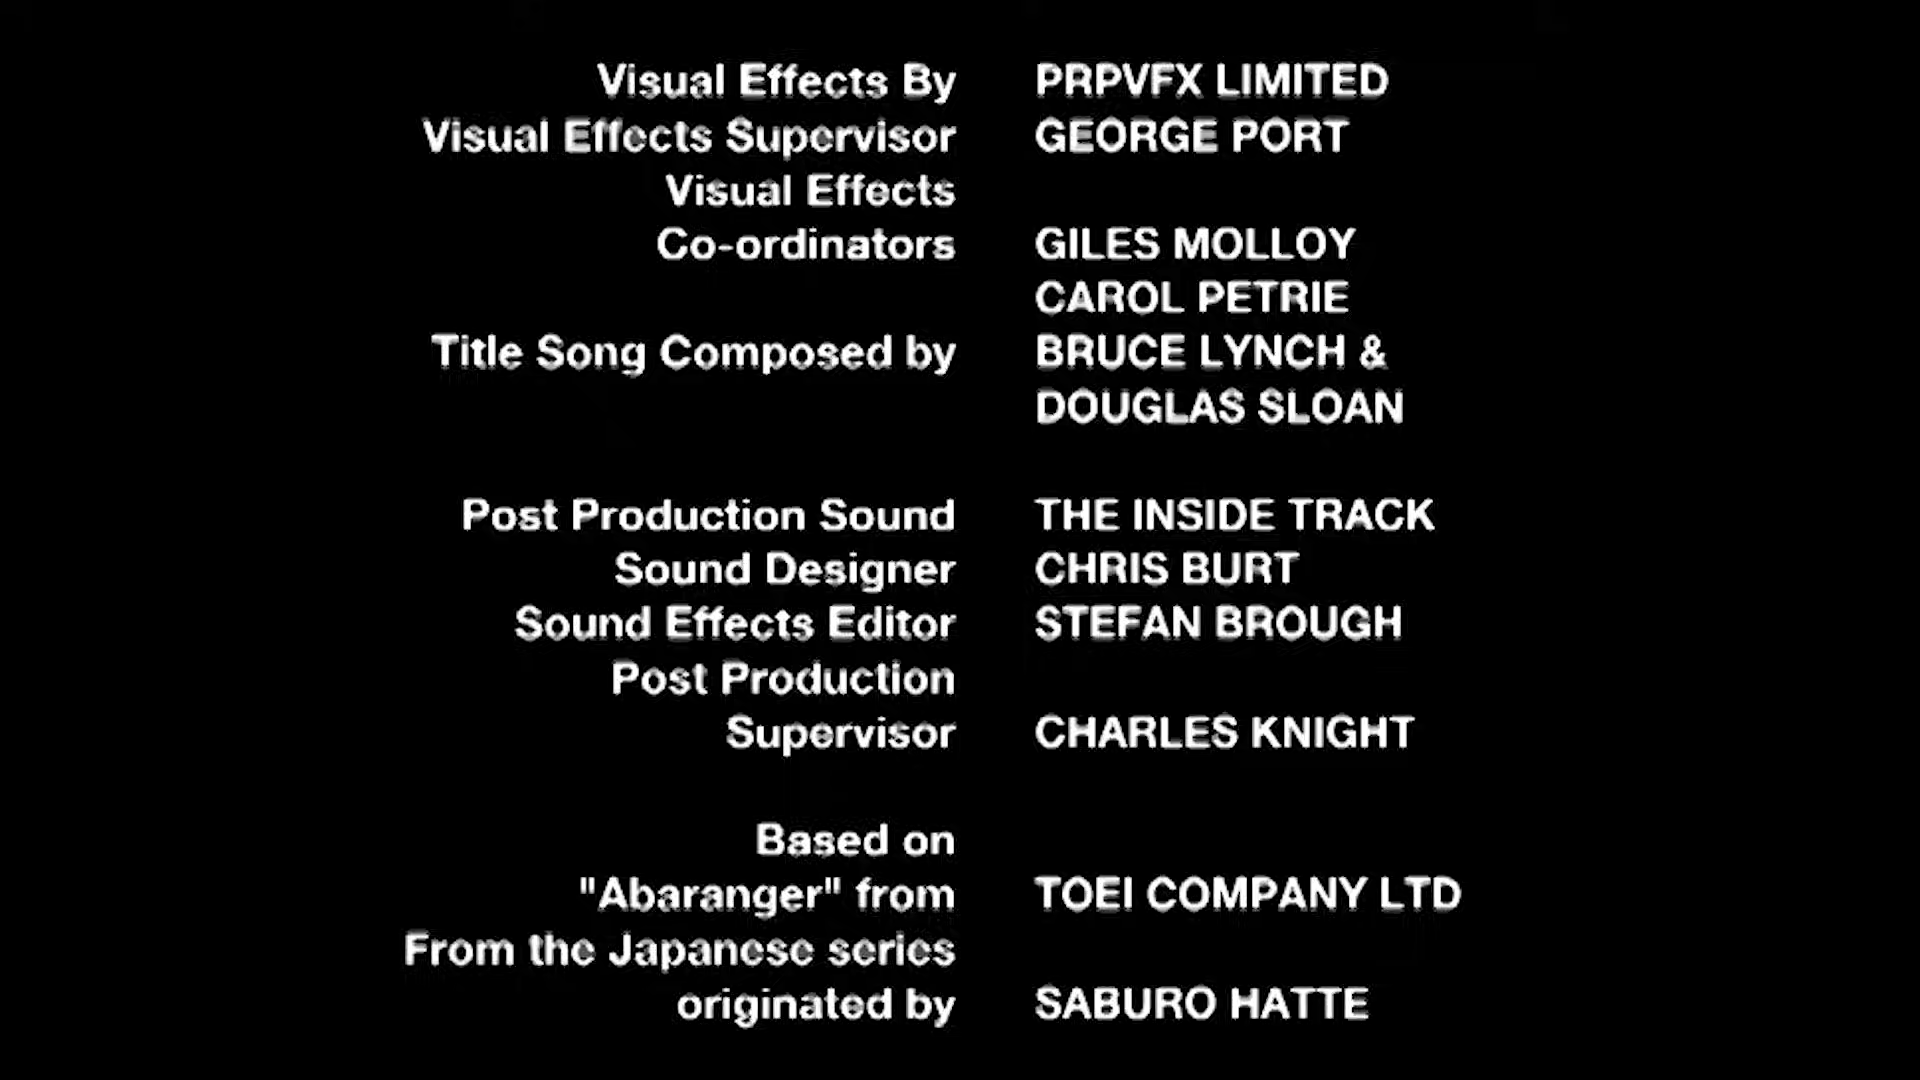 Visual Effects By PRPVFX LIMITED
Visual Effects Supervisor GEORGE PORT
Visual Effects
Co-ordinators GILES MOLLOY
CAROL PETRIE
Title Song Composed by BRUCE LYNCH &
DOUGLAS SLOAN
Post Production Sound THE INSIDE TRACK
Sound Designer CHRIS BURT
Sound Effects Editor STEFAN BROUGH
Post Production
Supervisor CHARLES KNIGHT
Based on
"Abaranger" from TOEI COMPANY LTD
From the Japanese series
originated by SABURO HATTE